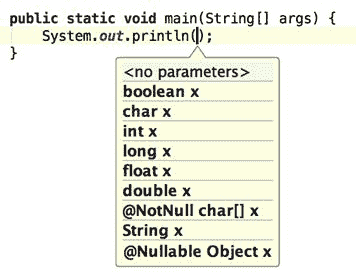 public static void main(String[] args) {
System.out.println();
}
<no parameters>
boolean x
char x
int x
long x
float x
double x
@NotNull char[] x
String x
@Nullable Object x